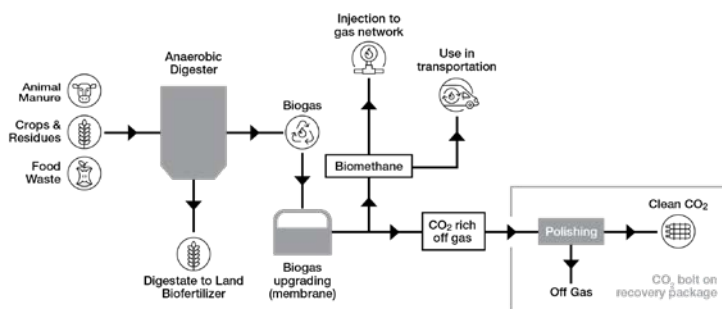 Injection to
gas network
Use in
transportation
Anaerobic
Digester
Animal
Manure
Crops &
Residues
Food
Waste
Biogas
Biomethane
Digestate to Land
Biofertilizer
Biogas
upgrading
(membrane)
CO₂ rich
off gas
Polishing
Clean CO₂
Off Gas
CO₂ bolt on
recovery package